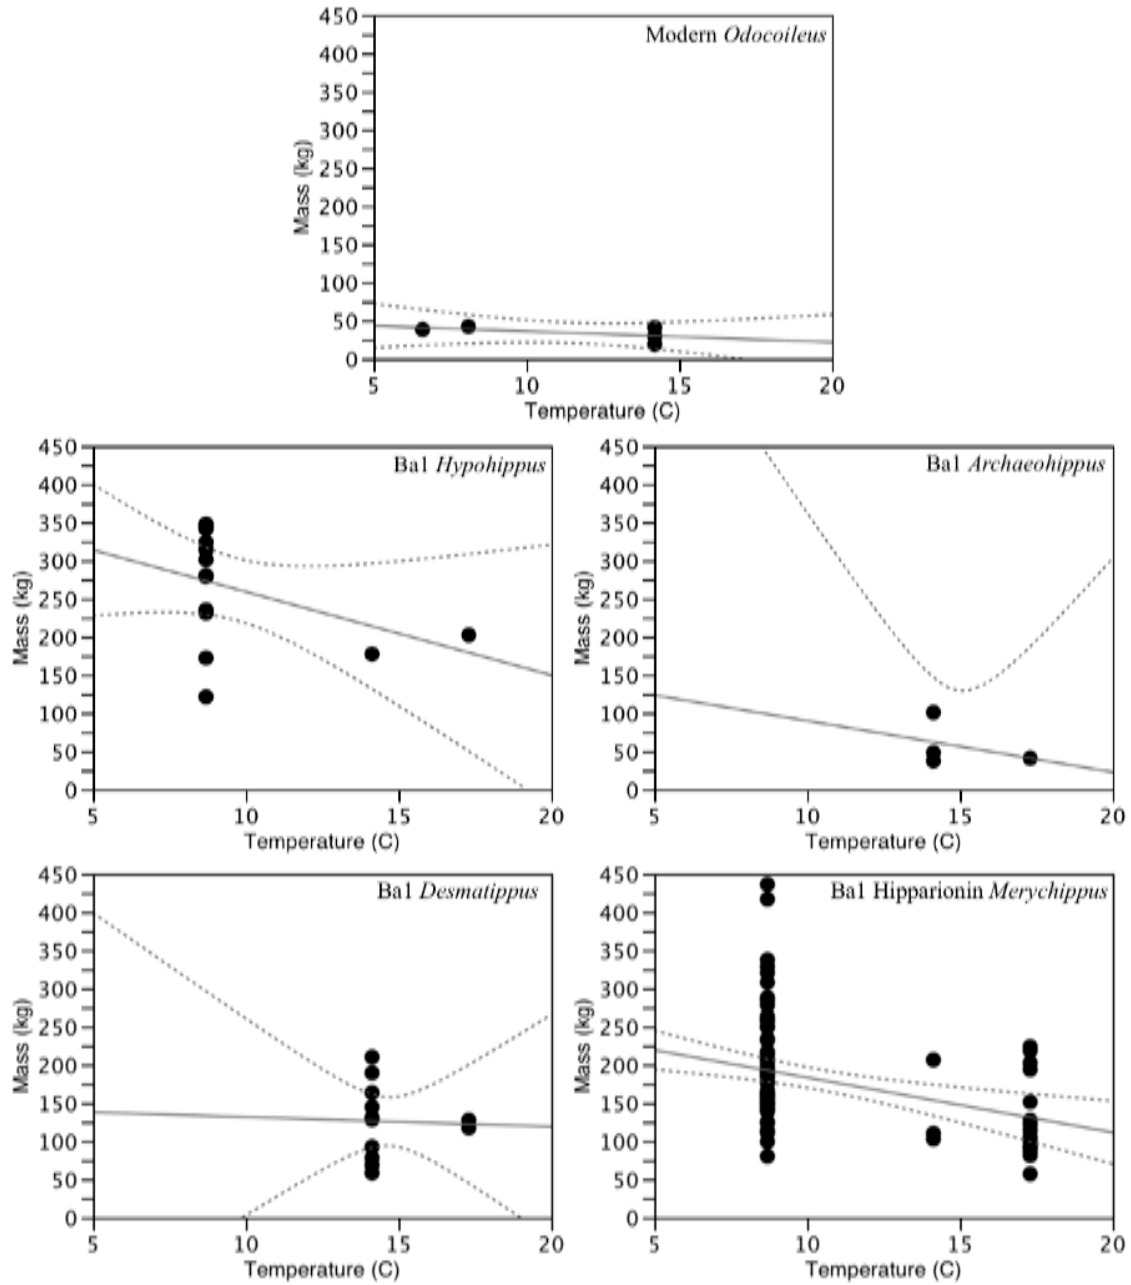 Modern Odocoileus
450
400
350
300
250
200
150
100
50
0
Mass (kg)
5 10 15 20
Temperature (C)
Ba1 Hypohippus
450
400
350
300
250
200
150
100
50
0
Mass (kg)
5 10 15 20
Temperature (C)
Ba1 Archaeohippus
450
400
350
300
250
200
150
100
50
0
Mass (kg)
5 10 15 20
Temperature (C)
Ba1 Desmatippus
450
400
350
300
250
200
150
100
50
0
Mass (kg)
5 10 15 20
Temperature (C)
Ba1 Hipparionin Merychippus
450
400
350
300
250
200
150
100
50
0
Mass (kg)
5 10 15 20
Temperature (C)